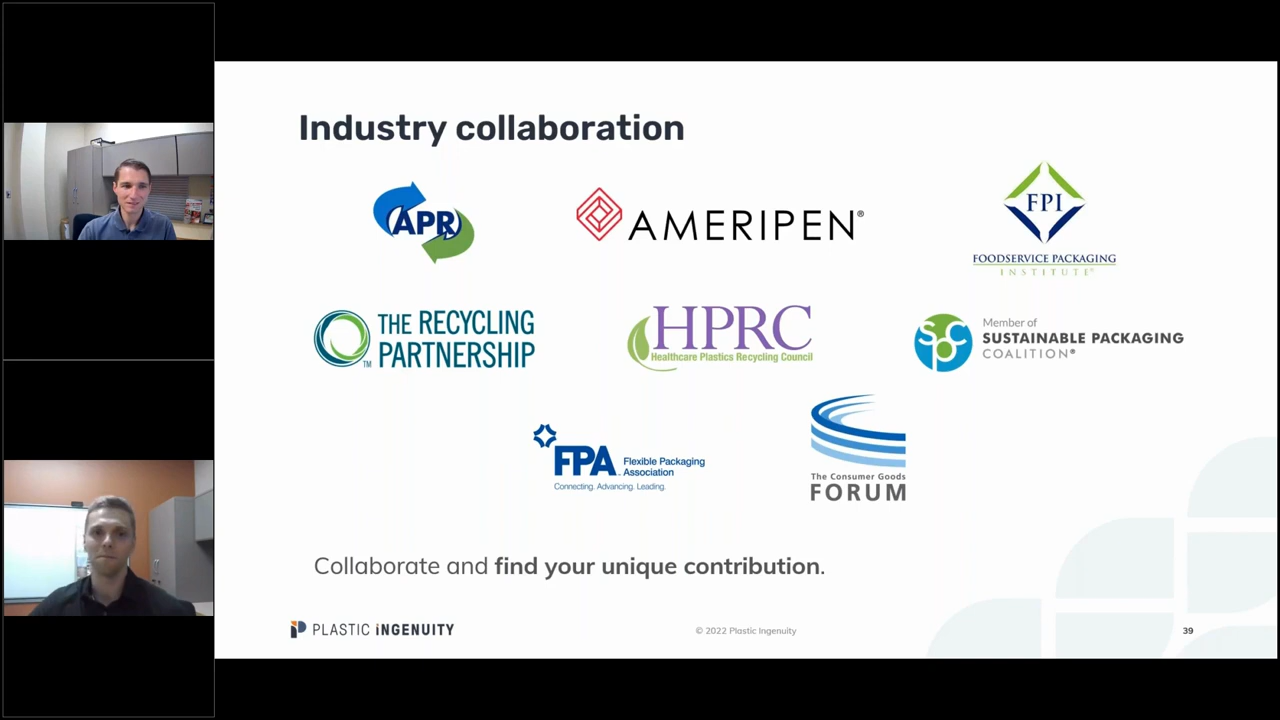 Industry collaboration
APR
AMERIPEN®
FPI
FOODSERVICE PACKAGING
INSTITUTE®
THE RECYCLING
PARTNERSHIP
TM
HPRC
Healthcare Plastics Recycling Council
SPC
Member of
SUSTAINABLE PACKAGING
COALITION®
FPA
Flexible Packaging
Association
Connecting. Advancing. Leading.
The Consumer Goods
FORUM
Collaborate and find your unique contribution.
PLASTIC iNGENUITY
© 2022 Plastic Ingenuity
39